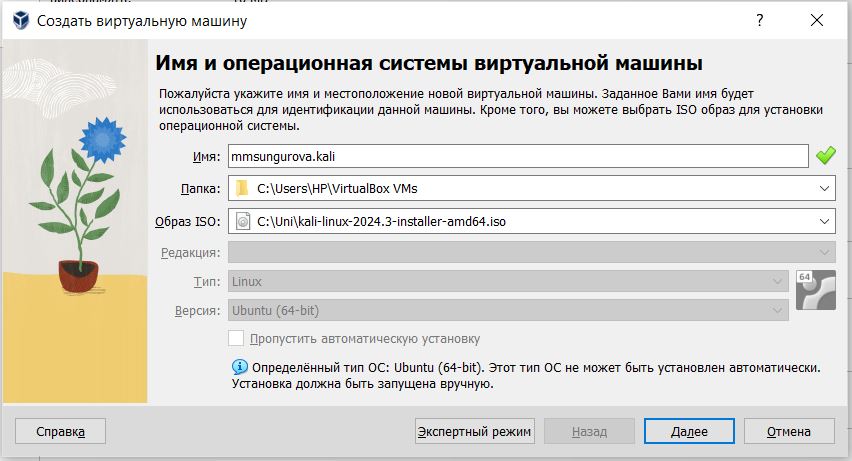 Создать виртуальную машину
?
Имя и операционная системы виртуальной машины
Пожалуйста укажите имя и местоположение новой виртуальной машины. Заданное Вами имя будет
использоваться для идентификации данной машины. Кроме того, вы можете выбрать ISO образ для установки
операционной системы.
Имя: mmsungurova.kali
Папка: C:\Users\HP\VirtualBox VMs
Образ ISO: C:\Uni\kali-linux-2024.3-installer-amd64.iso
Редакция:
Тип: Linux
64
Версия: Ubuntu (64-bit)
Пропустить автоматическую установку
Определённый тип ОС: Ubuntu (64-bit). Этот тип ОС не может быть установлен автоматически.
Установка должна быть запущена вручную.
Справка Экспертный режим Назад Далее Отмена